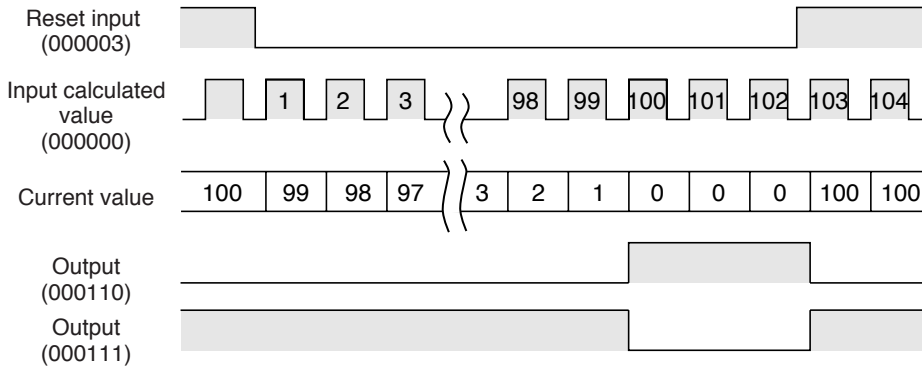 Reset input
(000003)
Input calculated
value
(000000)
1 2 3 98 99 100 101 102 103 104
Current value
100 99 98 97 3 2 1 0 0 0 100 100
Output
(000110)
Output
(000111)